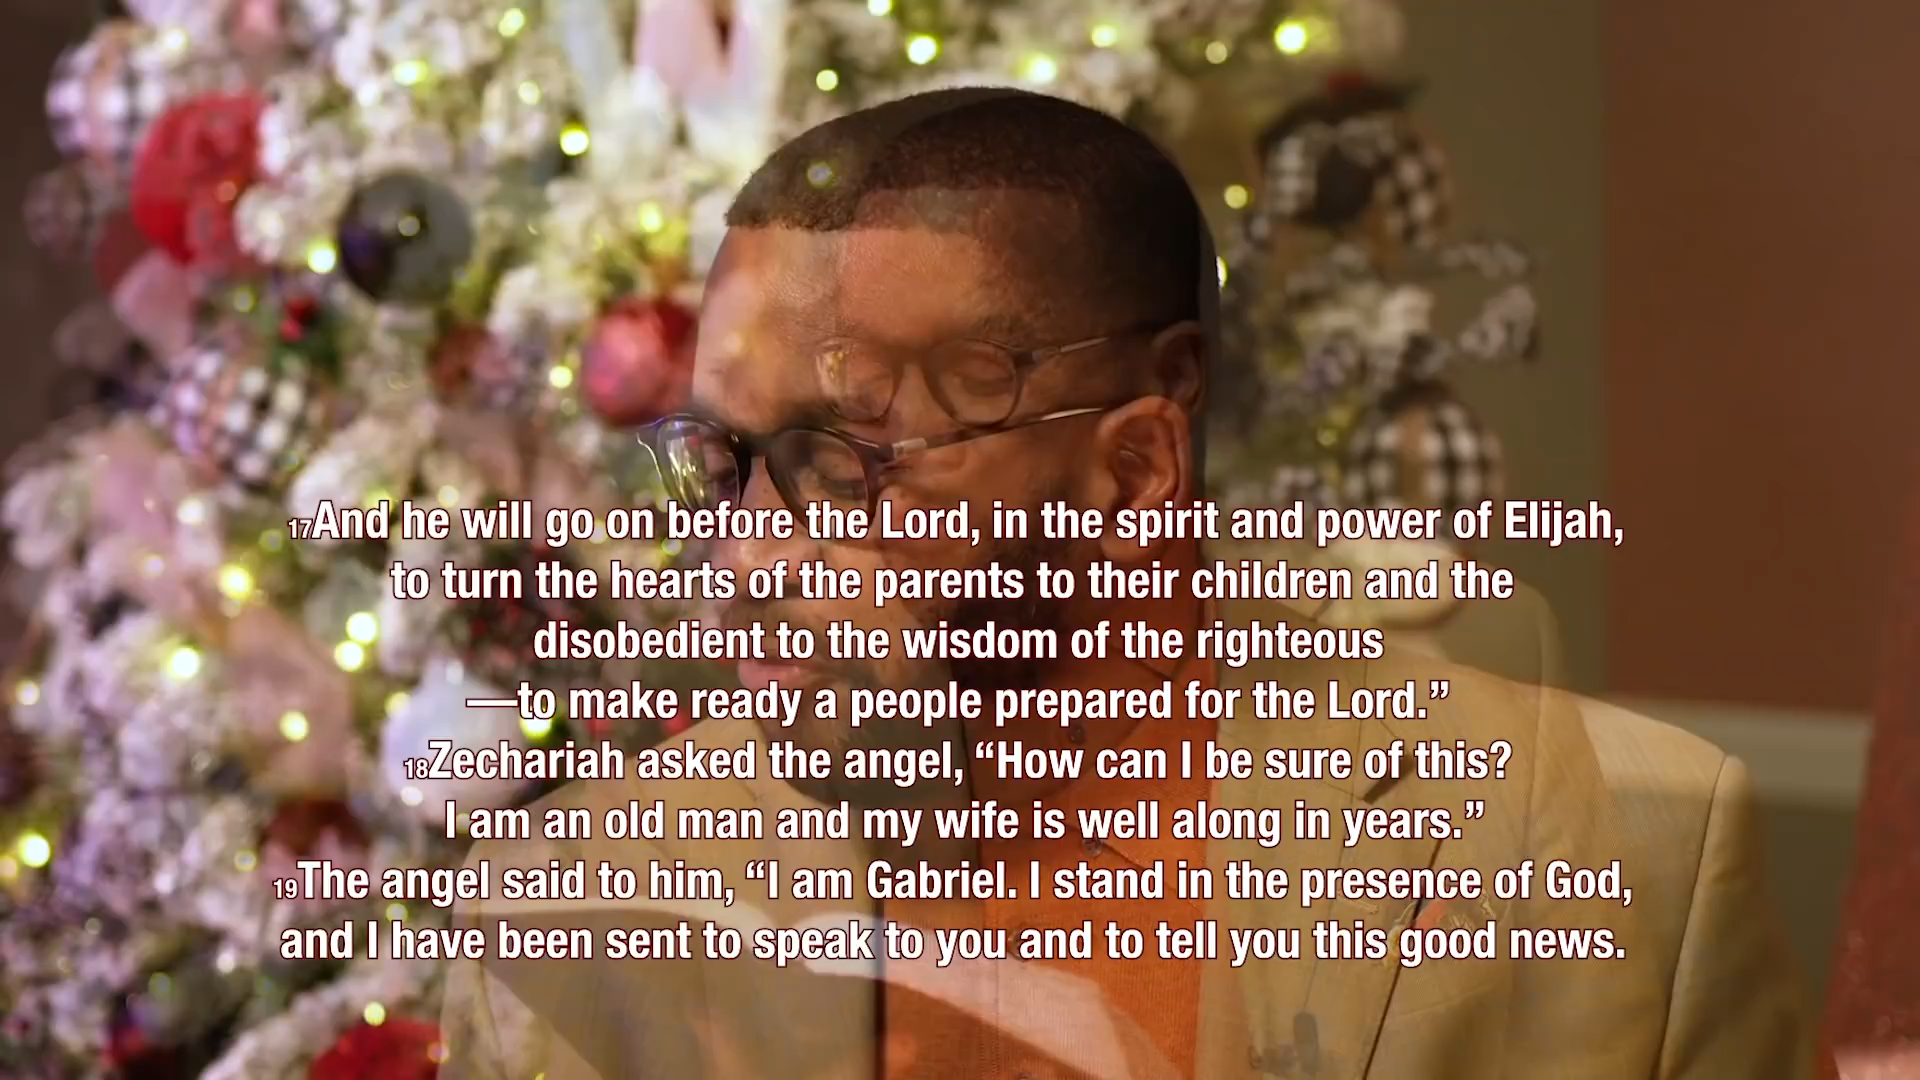 17And he will go on before the Lord, in the spirit and power of Elijah,
to turn the hearts of the parents to their children and the
disobedient to the wisdom of the righteous
—to make ready a people prepared for the Lord.”
18Zechariah asked the angel, “How can I be sure of this?
I am an old man and my wife is well along in years.”
19The angel said to him, “I am Gabriel. I stand in the presence of God,
and I have been sent to speak to you and to tell you this good news.